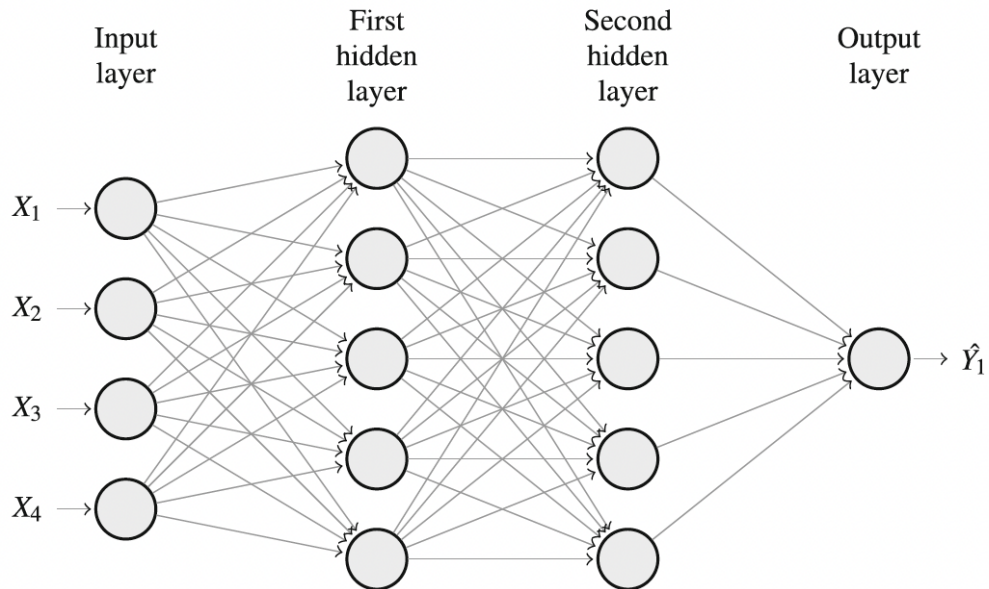 Input
layer
First
hidden
layer
Second
hidden
layer
Output
layer
X₁
X₂
X₃
X₄
Ŷ₁